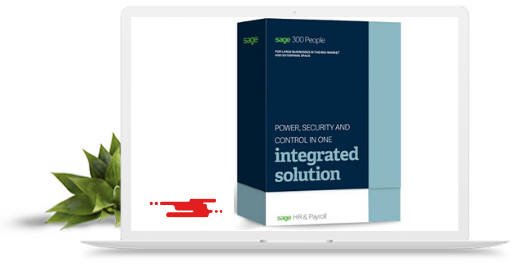 sage
sage 300 People
FOR LARGE BUSINESSES IN THE MID-MARKET
AND ENTERPRISE SPACE
POWER, SECURITY AND
CONTROL IN ONE
integrated
solution
sage HR & Payroll